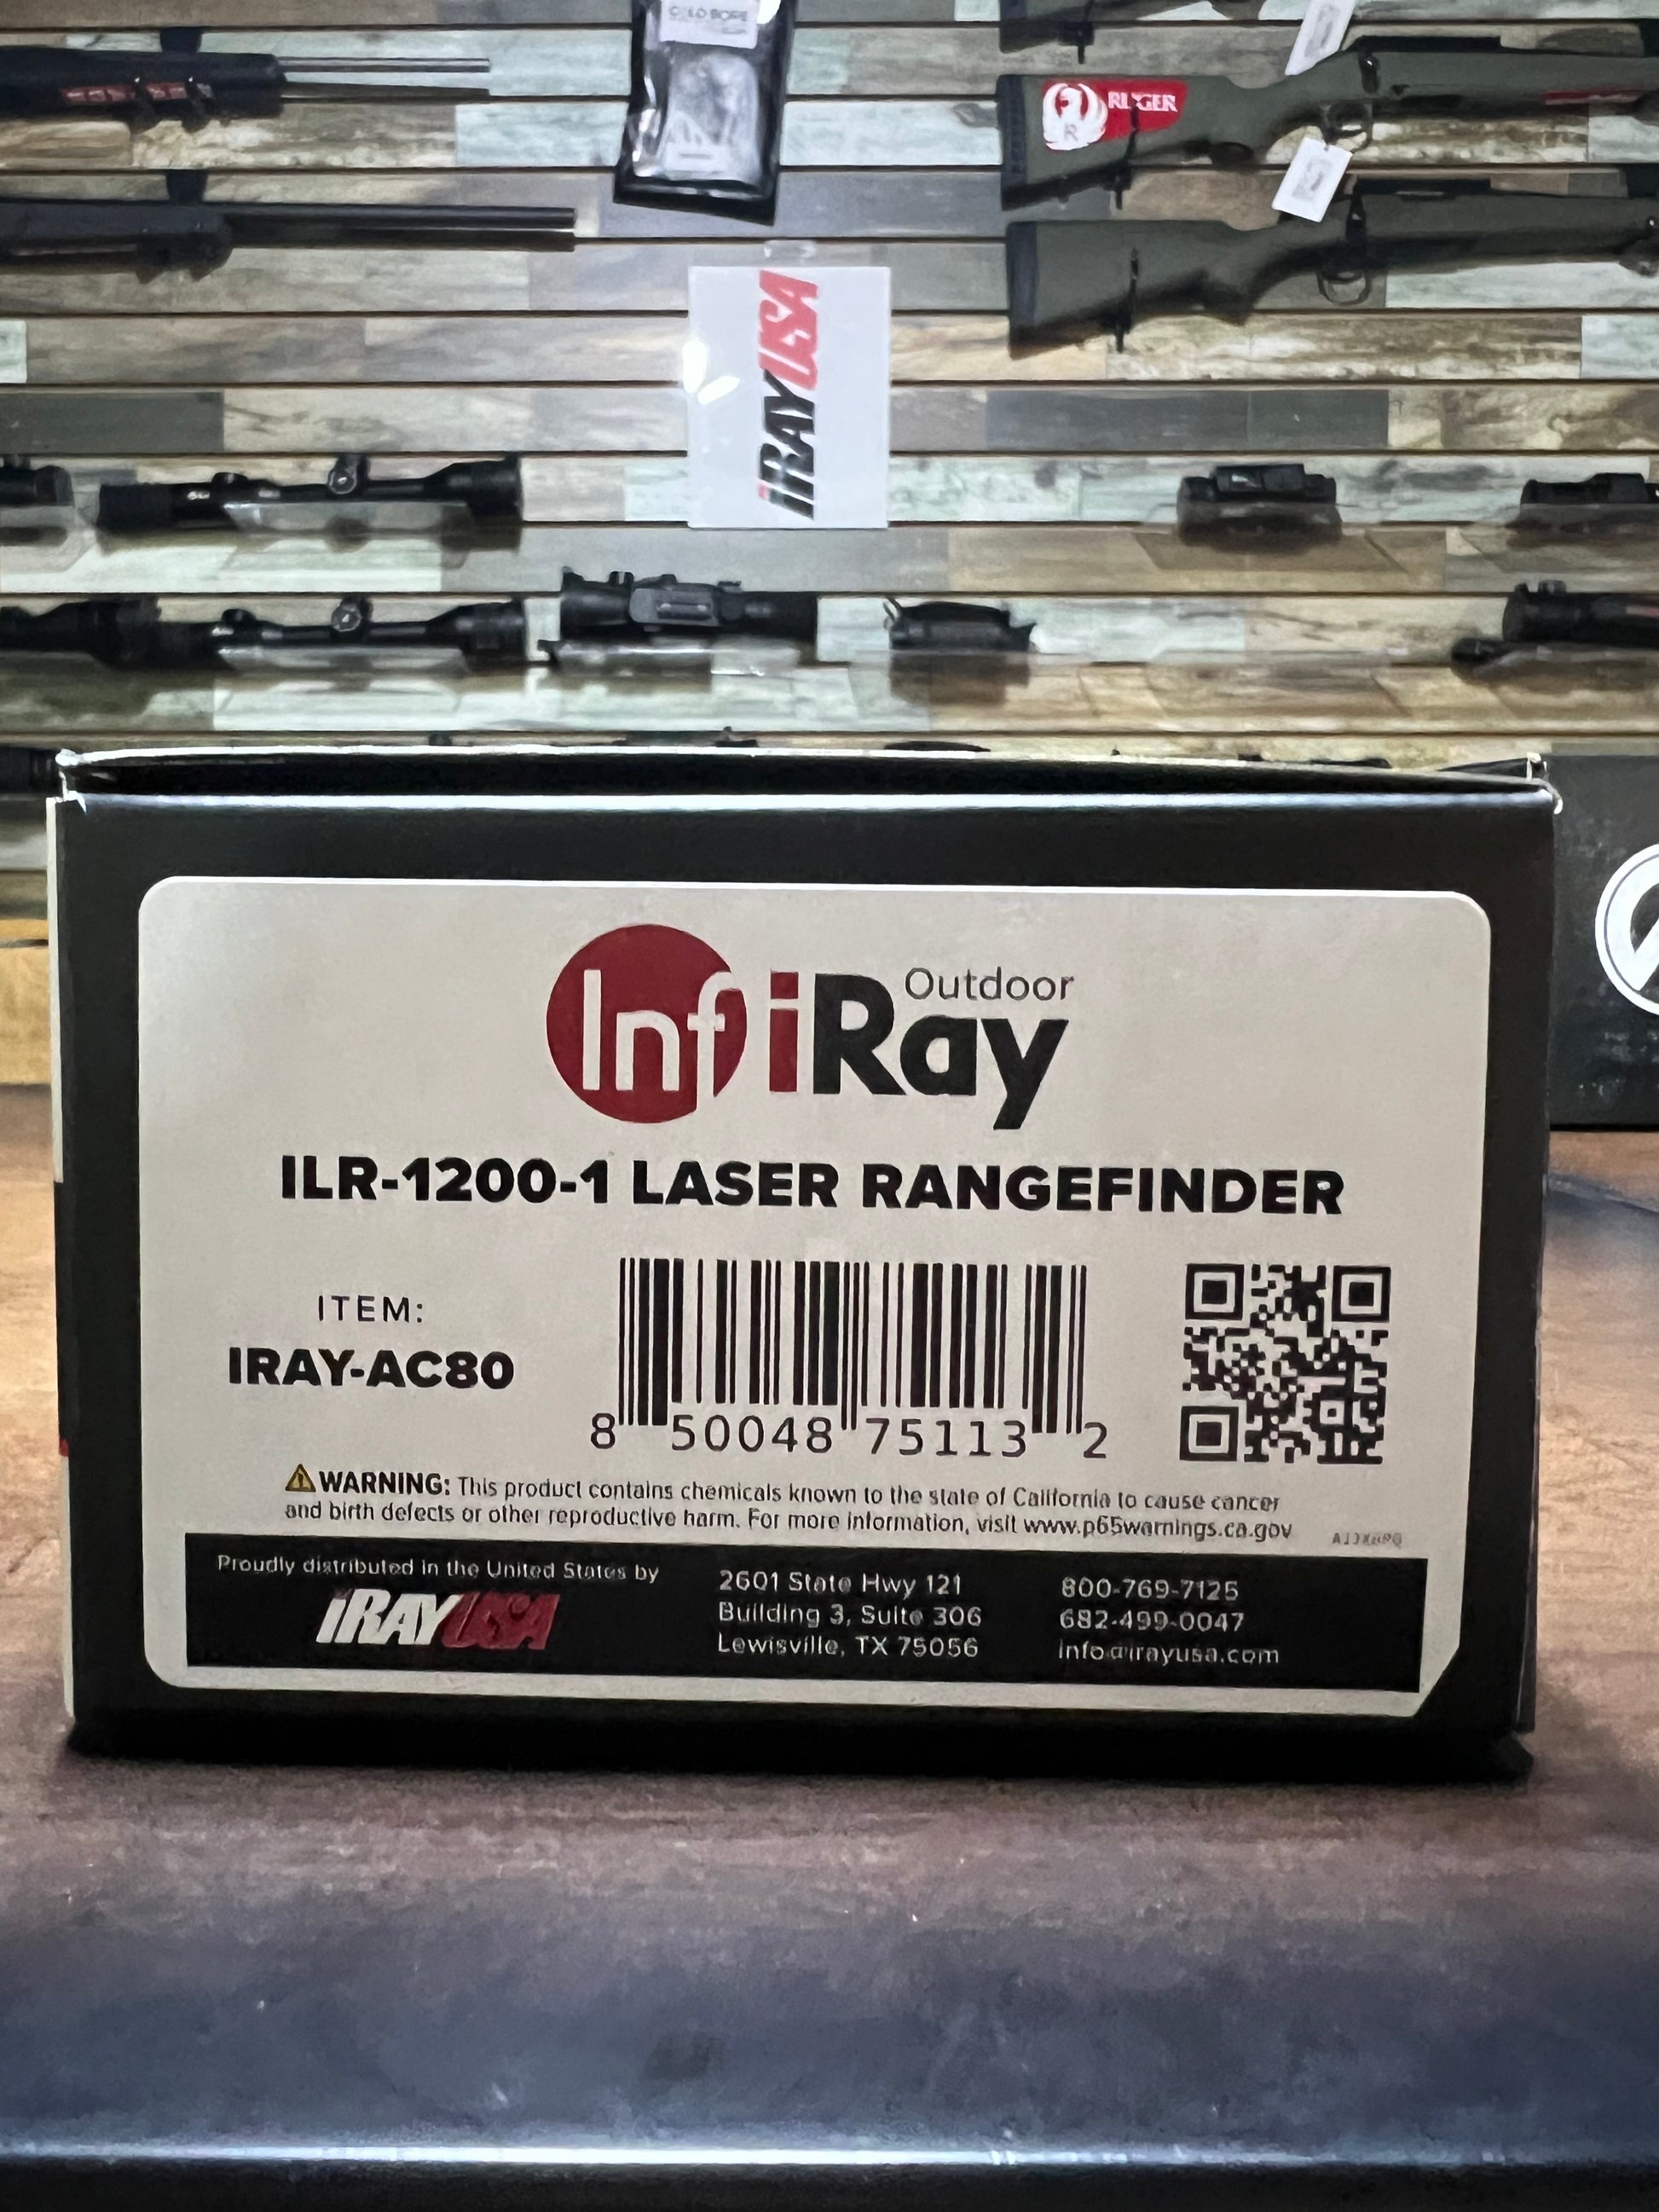 COLD BORE
RUGER
R
iRAYUSA
InfiRay
Outdoor
ILR-1200-1 LASER RANGEFINDER
ITEM:
IRAY-AC80
8 50048 75113 2
WARNING: This product contains chemicals known to the state of California to cause cancer
and birth defects or other reproductive harm. For more information, visit www.p65warnings.ca.gov
Proudly distributed in the United States by
iRAYUSA
2601 State Hwy 121
Building 3, Suite 306
Lewisville, TX 75056
800-769-7125
682-499-0047
info@irayusa.com